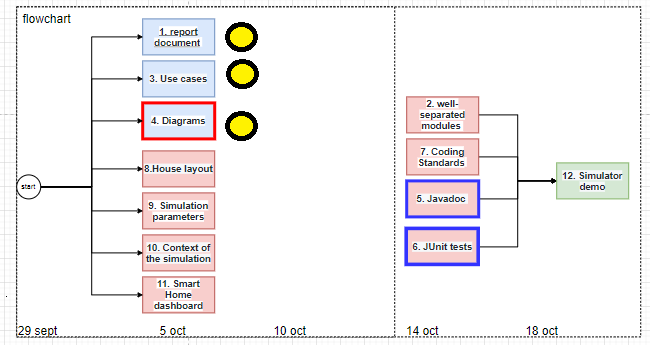 flowchart
1. report
document
3. Use cases
4. Diagrams
8.House layout
start
9. Simulation
parameters
10. Context of
the simulation
11. Smart
Home
dashboard
2. well-
separated
modules
7. Coding
Standards
5. Javadoc
6. JUnit tests
12. Simulator
demo
29 sept
5 oct
10 oct
14 oct
18 oct